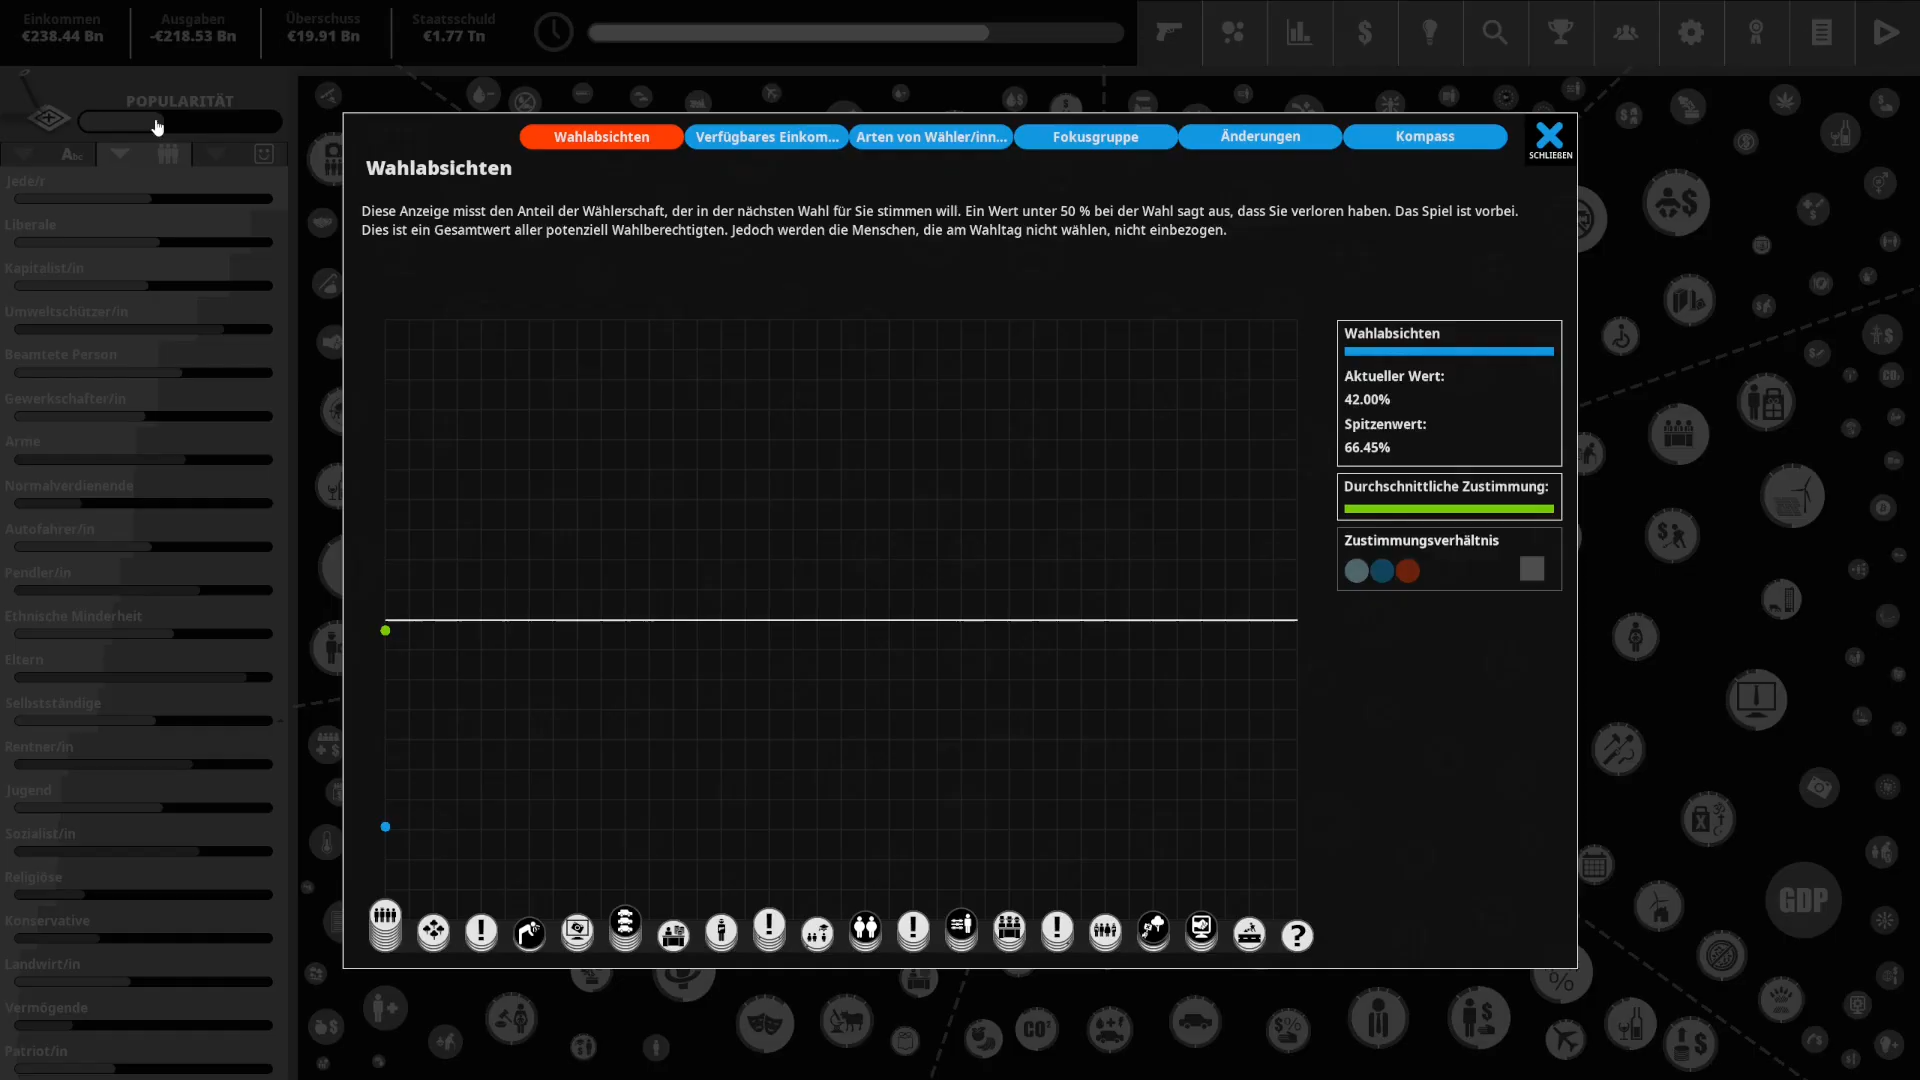 Einkommen
€238.44 Bn
Ausgaben
-€218.53 Bn
Überschuss
€19.91 Bn
Staatsschuld
€1.77 Tn
POPULARITÄT
Abc
Jede/r
Liberale
Kapitalist/in
Umweltschützer/in
Beamtete Person
Gewerkschafter/in
Arme
Normalverdienende
Autofahrer/in
Pendler/in
Ethnische Minderheit
Eltern
Selbstständige
Rentner/in
Jugend
Sozialist/in
Religiöse
Konservative
Landwirt/in
Vermögende
Patriot/in
Wahlabsichten
Verfügbares Einkom...
Arten von Wähler/inn...
Fokusgruppe
Änderungen
Kompass
SCHLIEẞEN
Wahlabsichten
Diese Anzeige misst den Anteil der Wählerschaft, der in der nächsten Wahl für Sie stimmen will. Ein Wert unter 50 % bei der Wahl sagt aus, dass Sie verloren haben. Das Spiel ist vorbei.
Dies ist ein Gesamtwert aller potenziell Wahlberechtigten. Jedoch werden die Menschen, die am Wahltag nicht wählen, nicht einbezogen.
Wahlabsichten
Aktueller Wert:
42.00%
Spitzenwert:
66.45%
Durchschnittliche Zustimmung:
Zustimmungsverhältnis
GDP
CO²